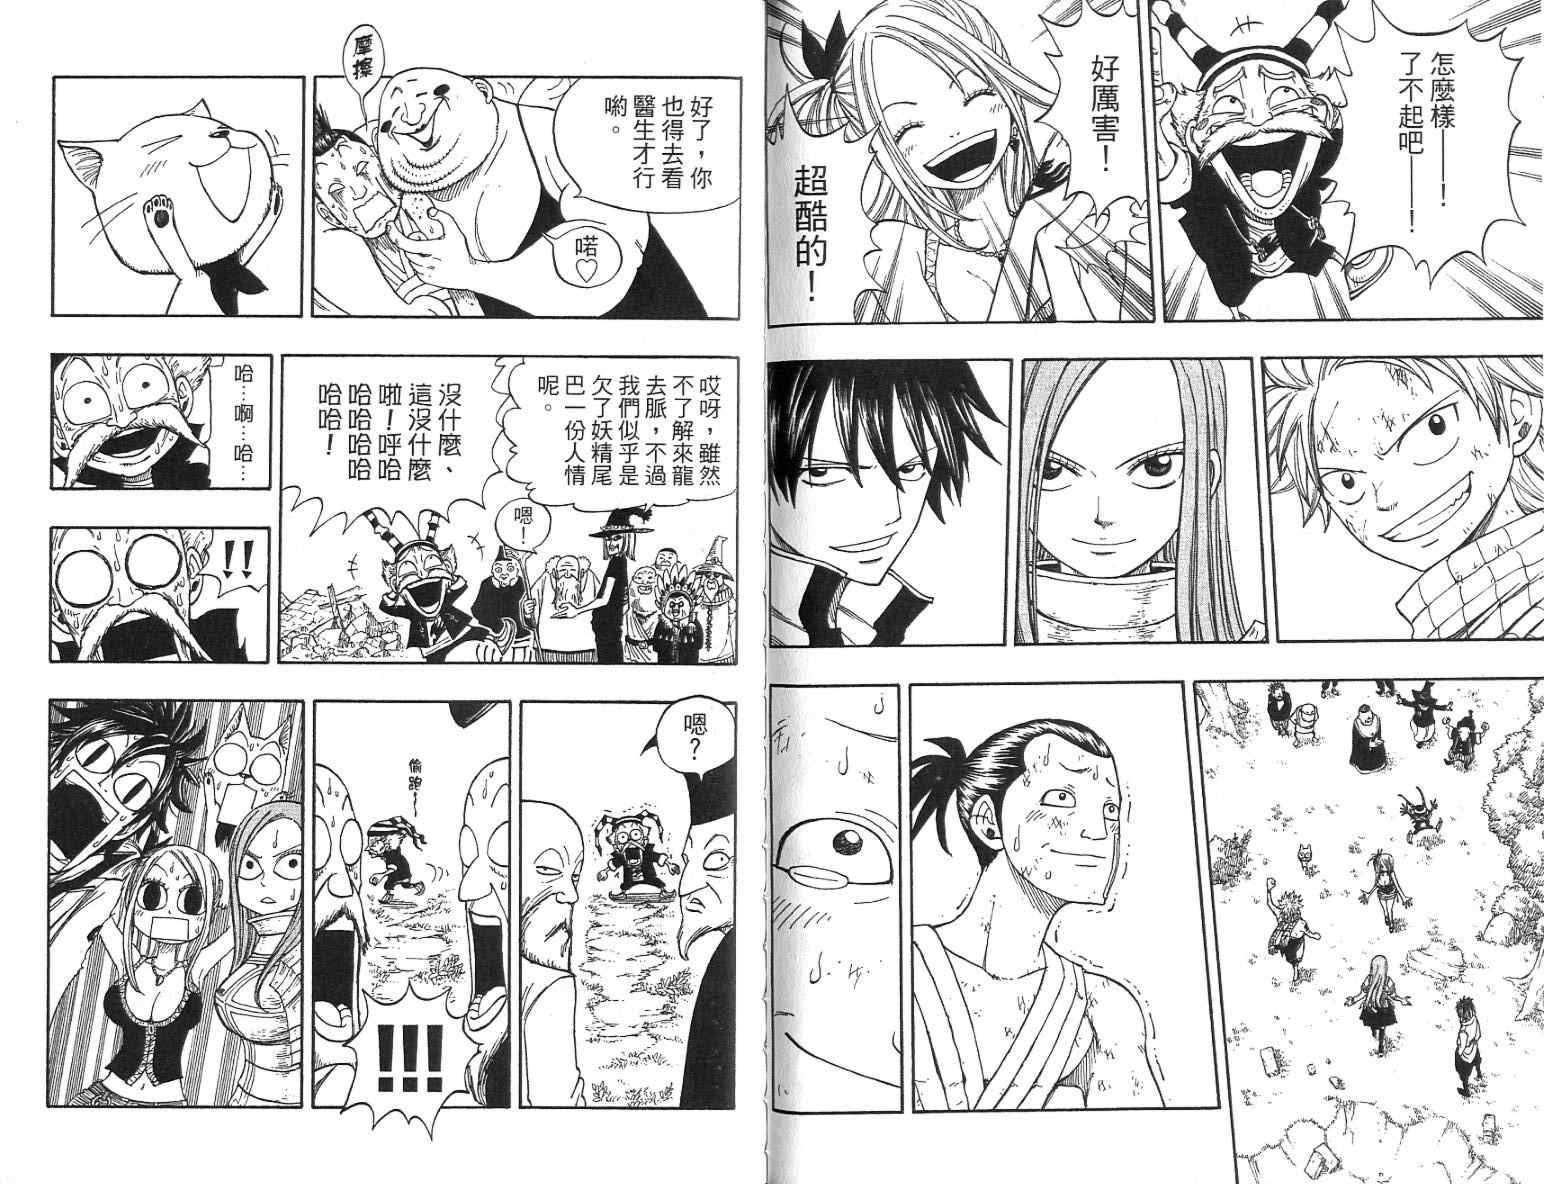 怎麼樣——！
了不起吧——！
好厲害！
超酷的！
好了，你
也得去看
醫生才行
喲。
摩擦
喏♡
哎呀，雖然
不了解來龍
去脈，不過
我們似乎是
欠了妖精尾
巴一份人情
呢。
嗯！
沒什麼、
這沒什麼
啦！呼哈
哈哈哈哈
哈哈！
哈…啊…哈…
!!
嗯？
偷跑～
!!!